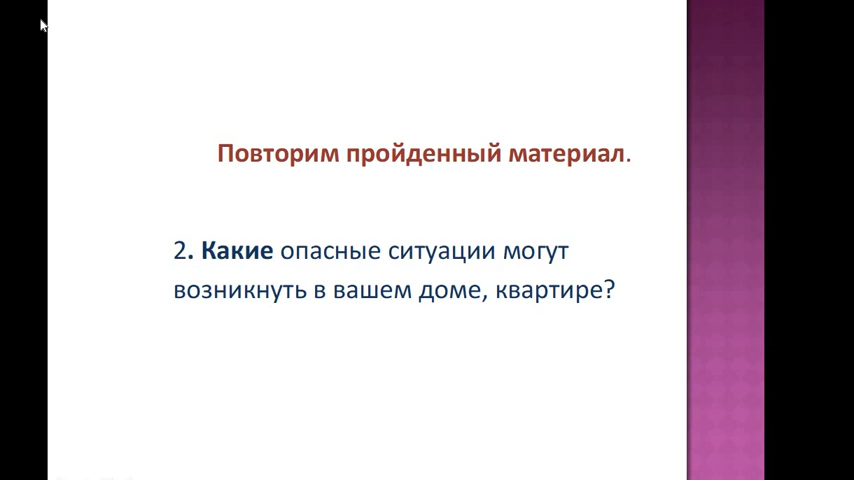 Повторим пройденный материал.
2. Какие опасные ситуации могут
возникнуть в вашем доме, квартире?